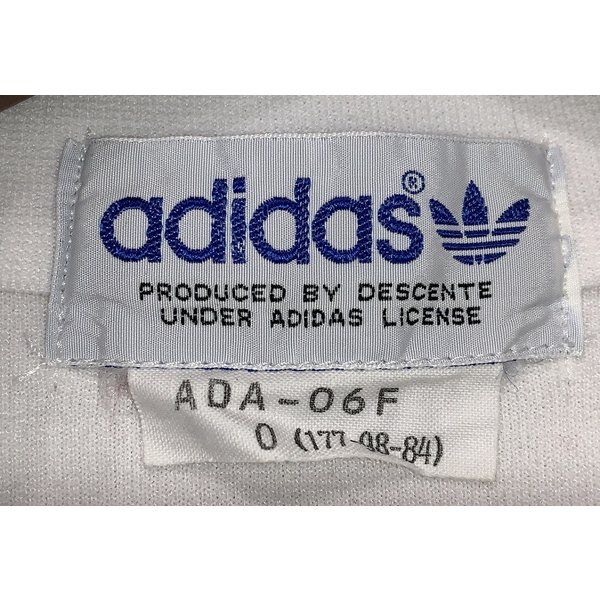 adidas®
PRODUCED BY DESCENTE
UNDER ADIDAS LICENSE
ADA-06F
O (177-98-84)